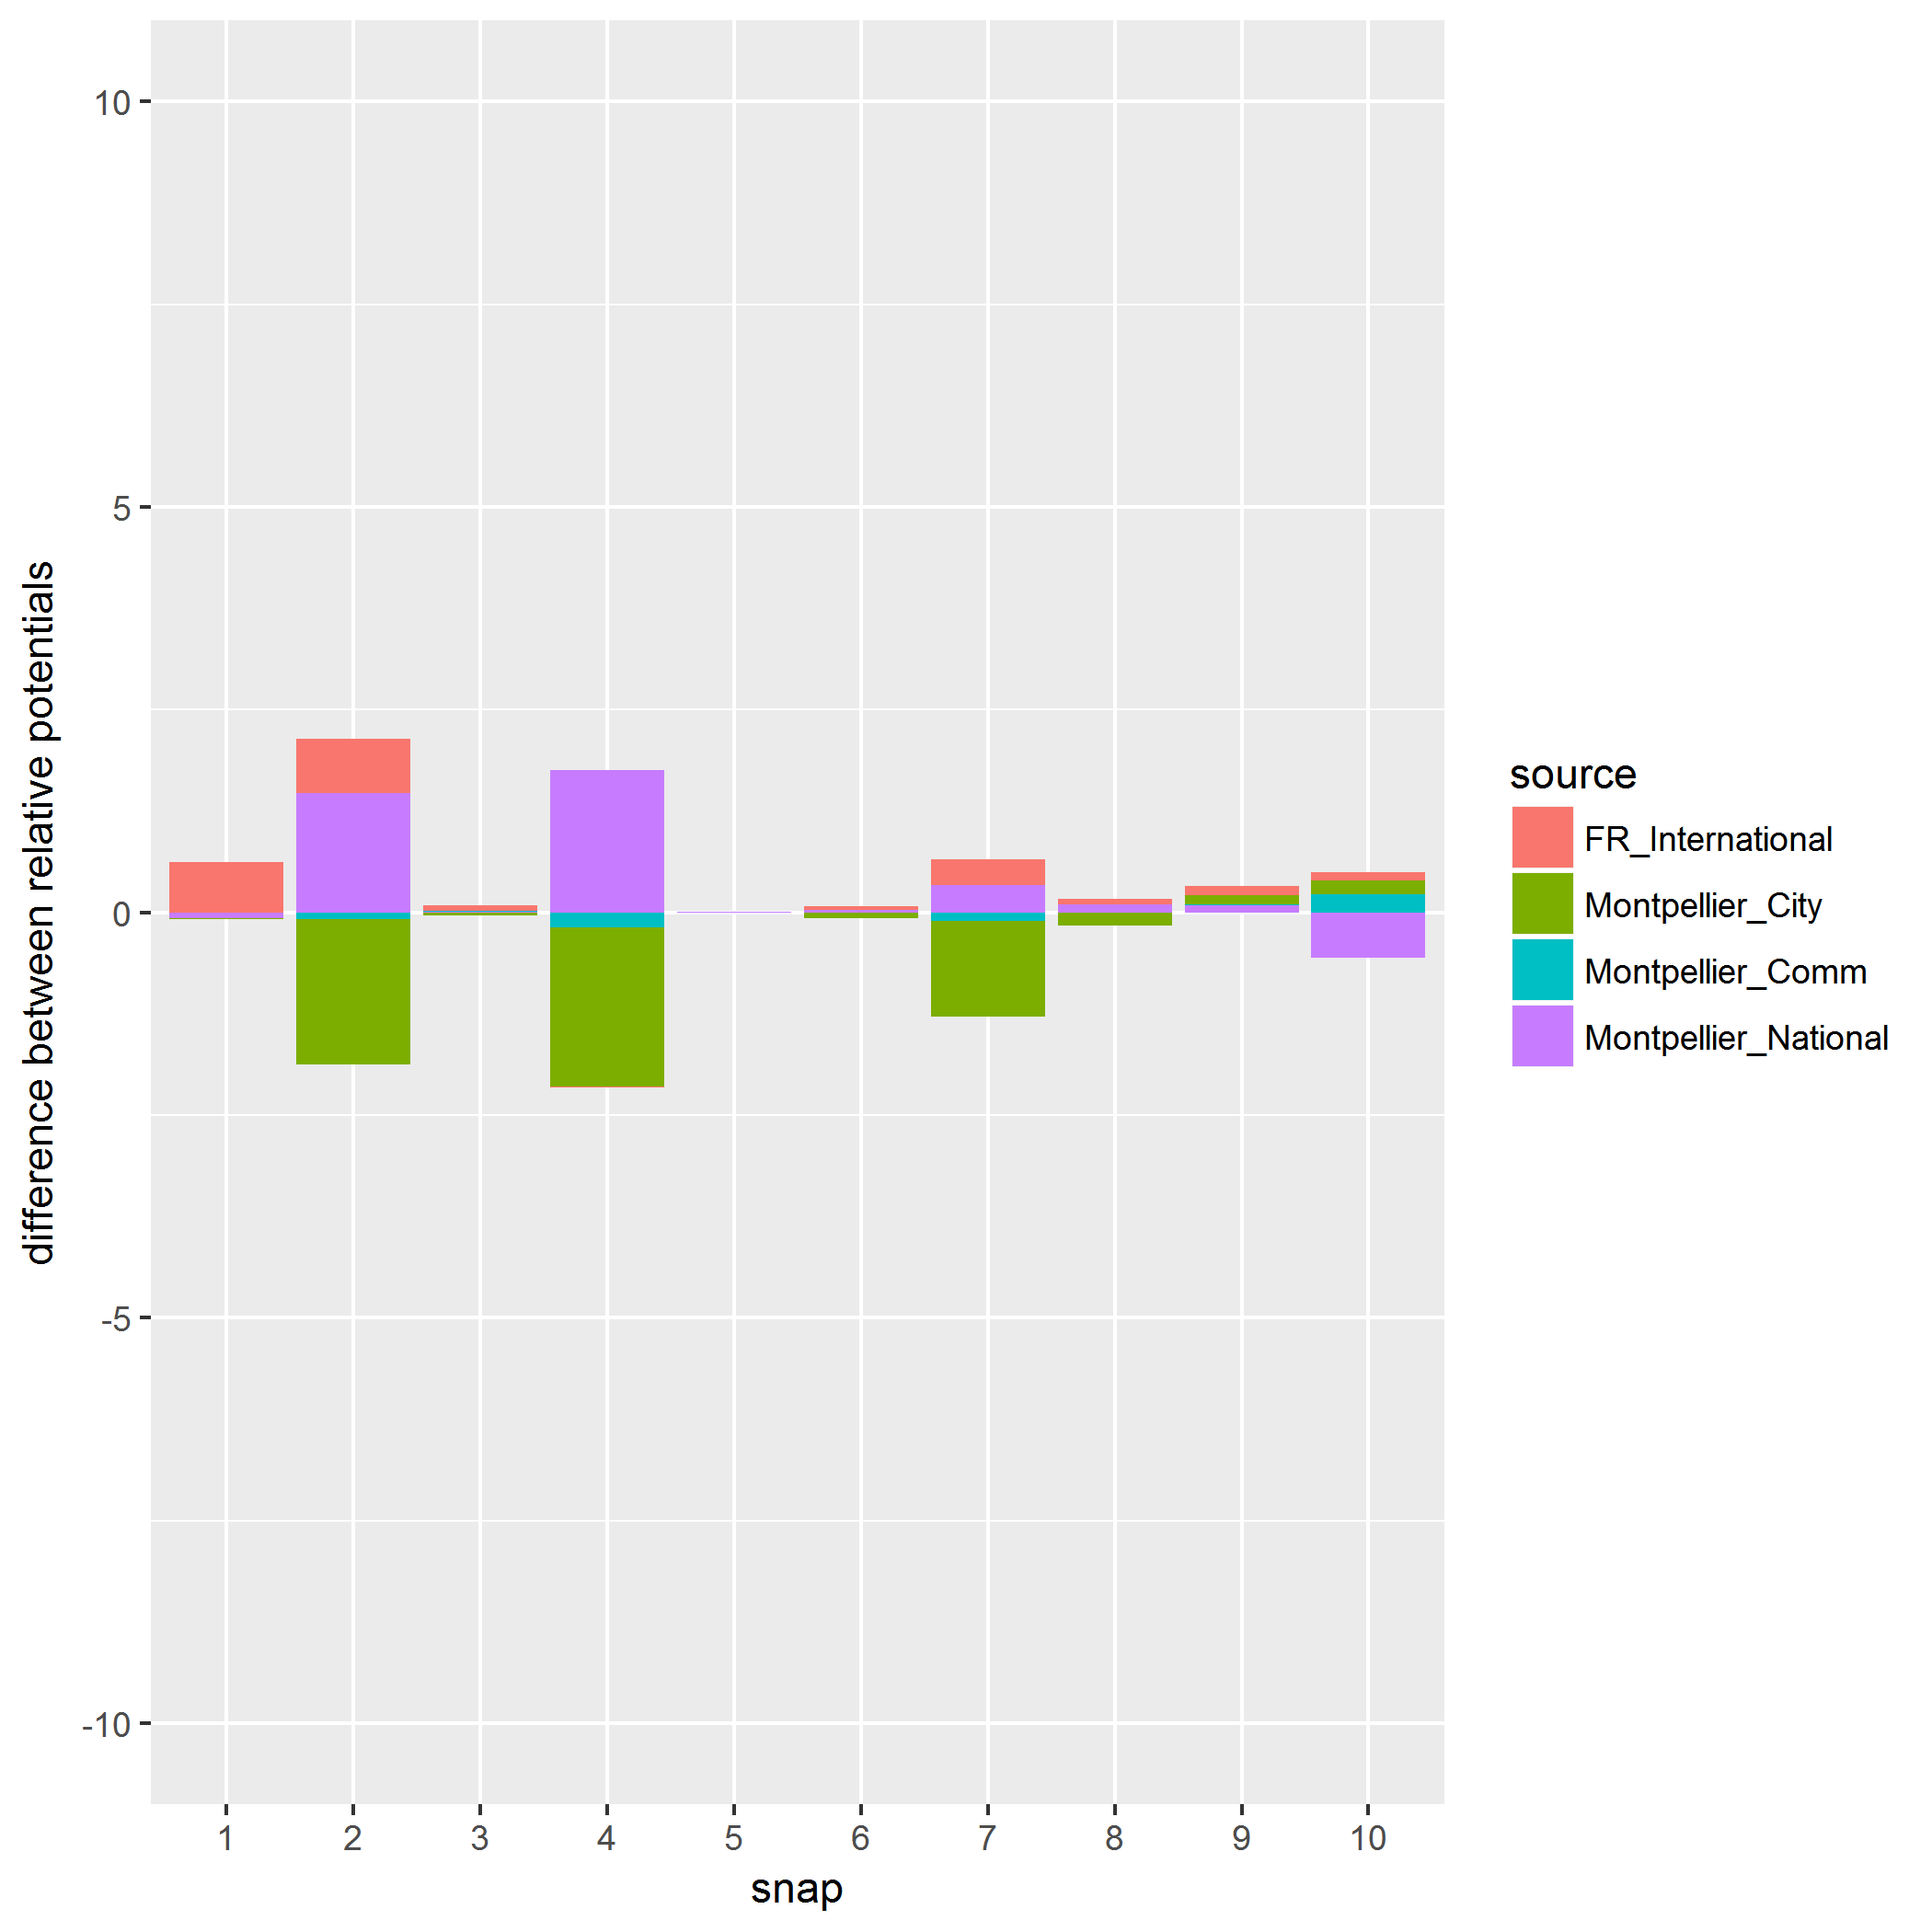 difference between relative potentials
10
5
0
-5
-10
1 2 3 4 5 6 7 8 9 10
snap
source
FR_International
Montpellier_City
Montpellier_Comm
Montpellier_National